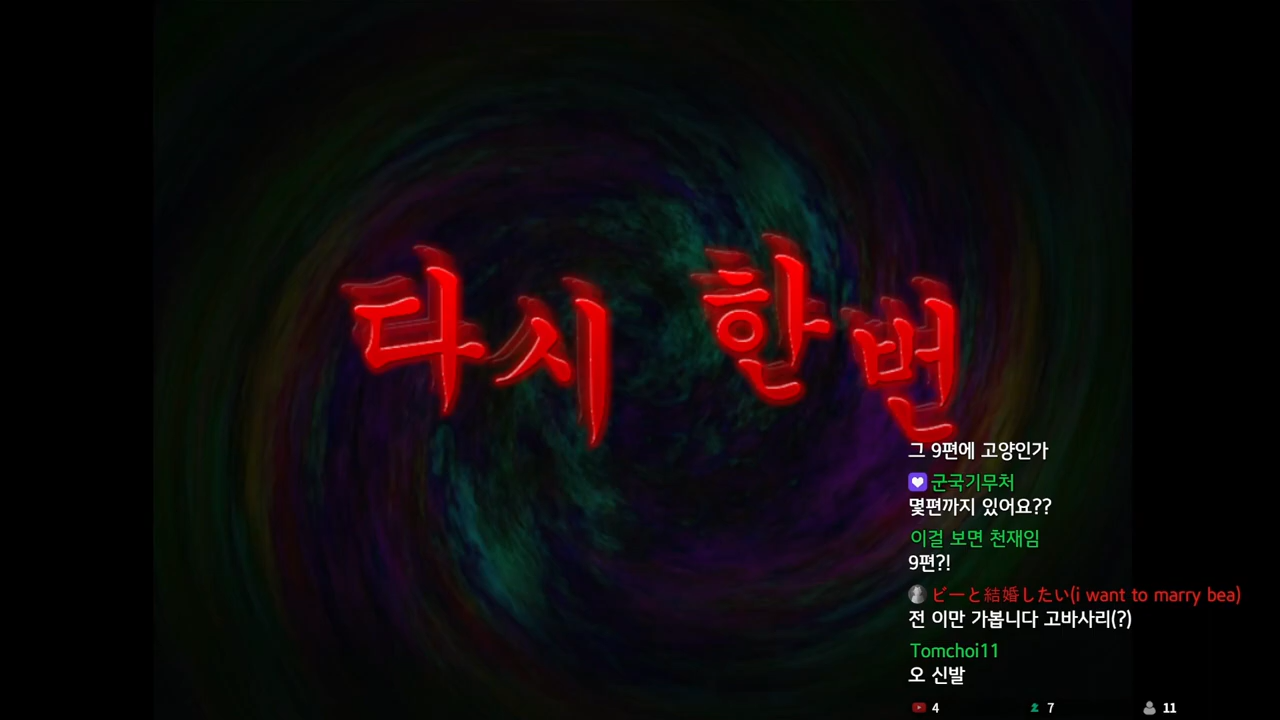 다시 한번
그 9편에 고양인가
군국기무처
몇편까지 있어요??
이걸 보면 천재임
9편?!
ビーと結婚したい(i want to marry bea)
전 이만 가봅니다 고바사리(?)
Tomchoi11
오 신발
4 7 11